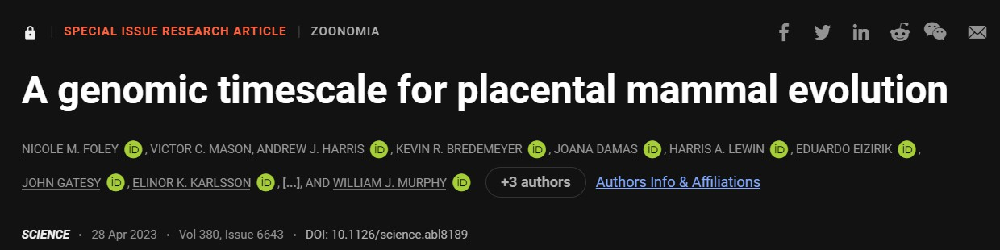 SPECIAL ISSUE RESEARCH ARTICLE | ZOONOMIA
A genomic timescale for placental mammal evolution
NICOLE M. FOLEY iD, VICTOR C. MASON, ANDREW J. HARRIS iD, KEVIN R. BREDEMEYER iD, JOANA DAMAS iD, HARRIS A. LEWIN iD, EDUARDO EIZIRIK iD,
JOHN GATESY iD, ELINOR K. KARLSSON iD, [...], AND WILLIAM J. MURPHY iD +3 authors Authors Info & Affiliations
SCIENCE • 28 Apr 2023 • Vol 380, Issue 6643 • DOI: 10.1126/science.abl8189